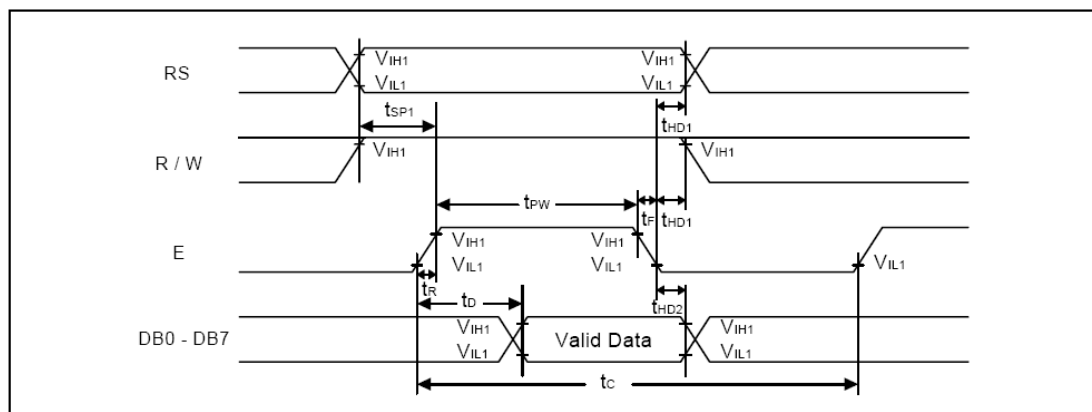 RS
VIH1
VIL1
VIH1
VIL1
tSP1
tHD1
R / W
VIH1
VIH1
tPW
tF
tHD1
E
VIH1
VIL1
VIH1
VIL1
VIL1
tR
tD
tHD2
DB0 - DB7
VIH1
VIL1
Valid Data
VIH1
VIL1
tC